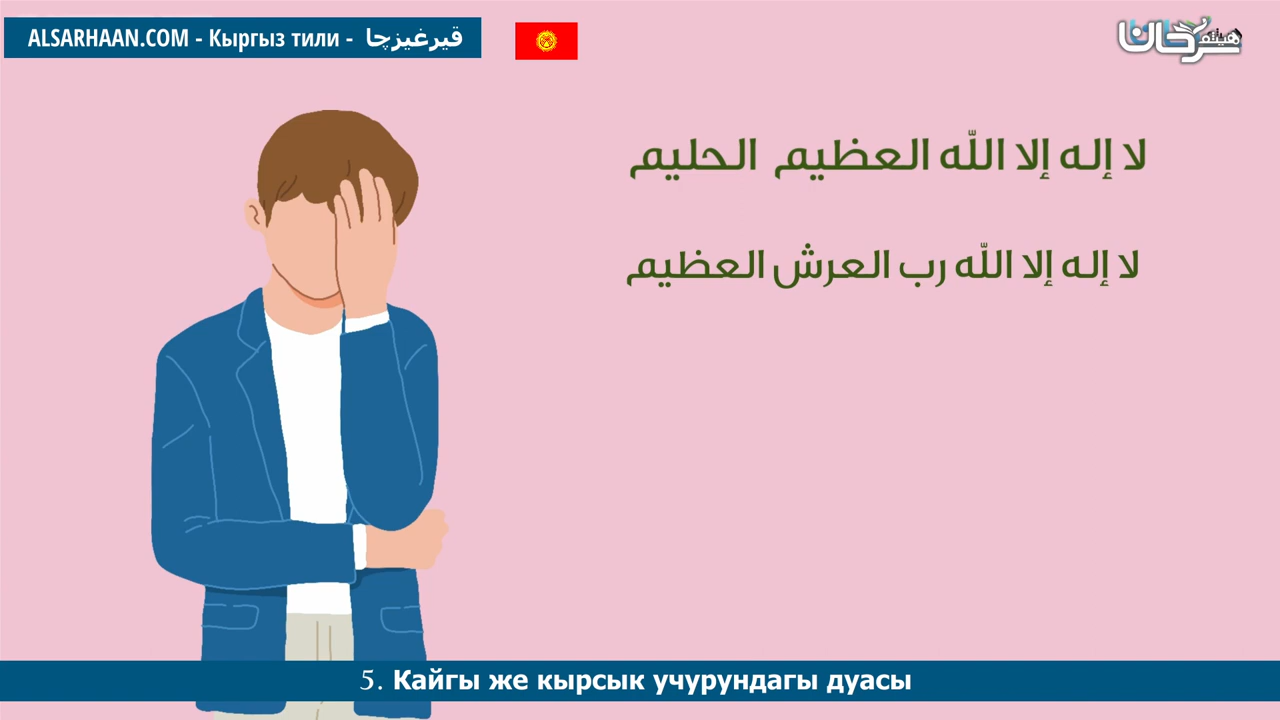 ALSARHAAN.COM - Кыргыз тили - قيرغيزچا
لا إله إلا اللّه العظيم الحليم
لا إله إلا اللّه رب العرش العظيم
5. Кайгы же кырсык учурундагы дуасы